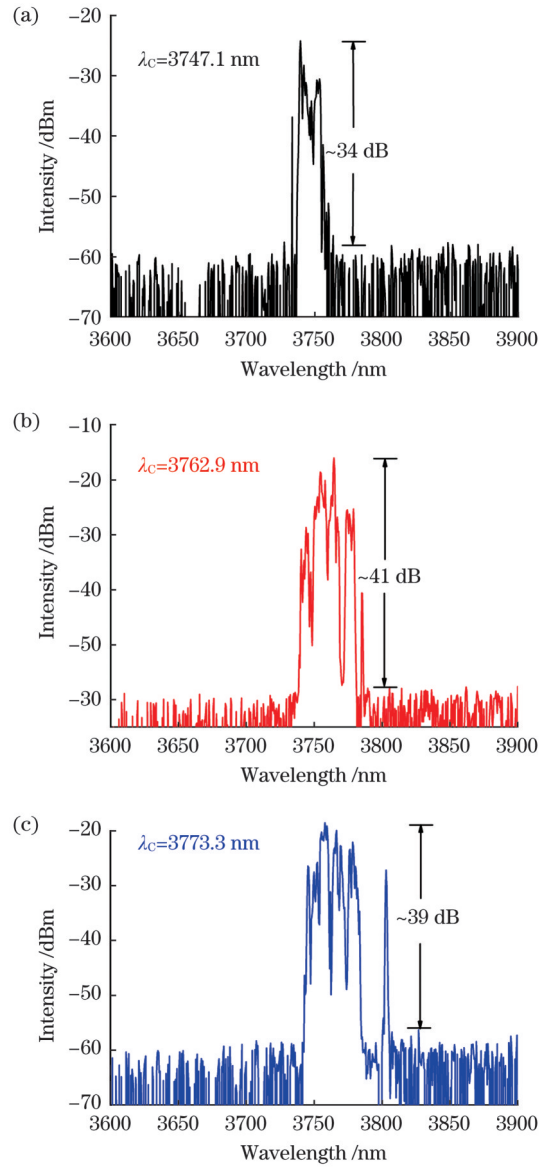 (a)
−20
−30
−40
−50
−60
−70
Intensity /dBm
λC=3747.1 nm
~34 dB
3600 3650 3700 3750 3800 3850 3900
Wavelength /nm
(b)
−10
−20
−30
−40
−50
−30
Intensity /dBm
λC=3762.9 nm
~41 dB
3600 3650 3700 3750 3800 3850 3900
Wavelength /nm
(c)
−20
−30
−40
−50
−60
−70
Intensity /dBm
λC=3773.3 nm
~39 dB
3600 3650 3700 3750 3800 3850 3900
Wavelength /nm